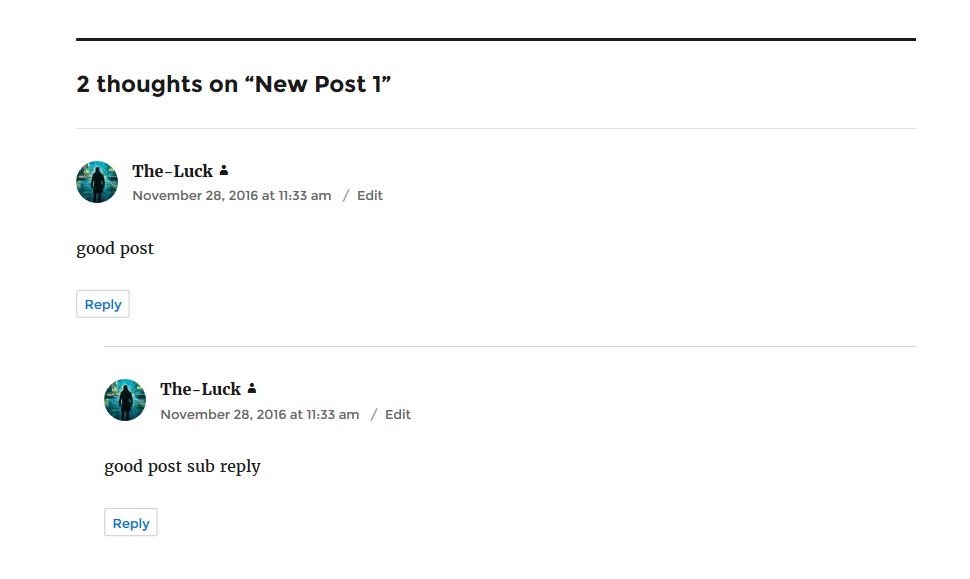 2 thoughts on “New Post 1”
The-Luck
November 28, 2016 at 11:33 am / Edit
good post
Reply
The-Luck
November 28, 2016 at 11:33 am / Edit
good post sub reply
Reply